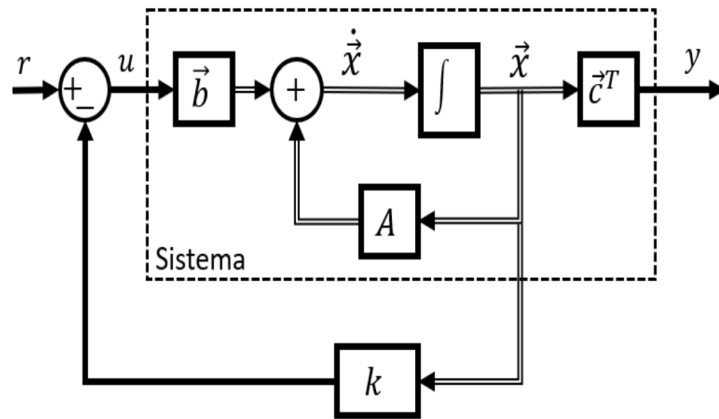 r
+
−
u
b⃗
+
ẋ⃗
∫
x⃗
c⃗ᵀ
y
A
Sistema
k